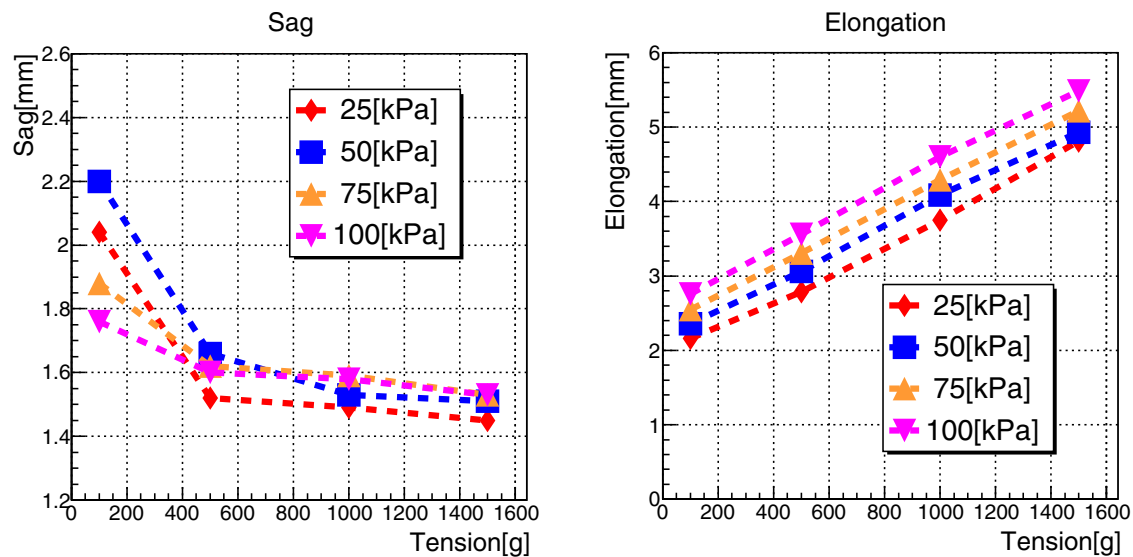 Sag
Sag[mm]
2.6
2.4
2.2
2
1.8
1.6
1.4
1.2
0 200 400 600 800 1000 1200 1400 1600
Tension[g]
25[kPa]
50[kPa]
75[kPa]
100[kPa]
Elongation
Elongation[mm]
6
5
4
3
2
1
0
0 200 400 600 800 1000 1200 1400 1600
Tension[g]
25[kPa]
50[kPa]
75[kPa]
100[kPa]